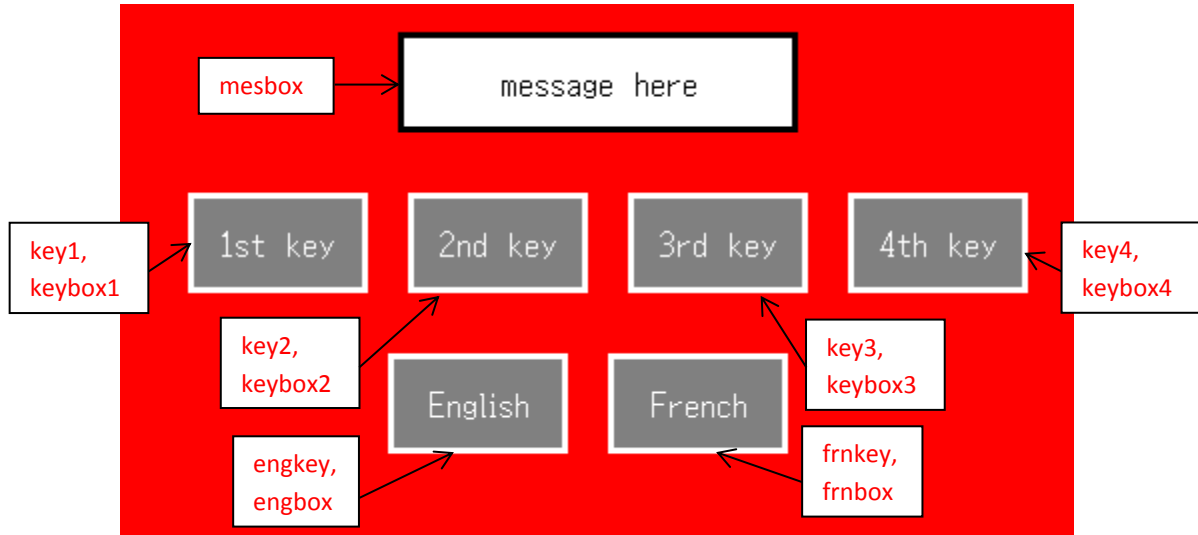 message here
mesbox
1st key
2nd key
3rd key
4th key
key1,
keybox1
key4,
keybox4
key2,
keybox2
key3,
keybox3
English
French
engkey,
engbox
frnkey,
frnbox